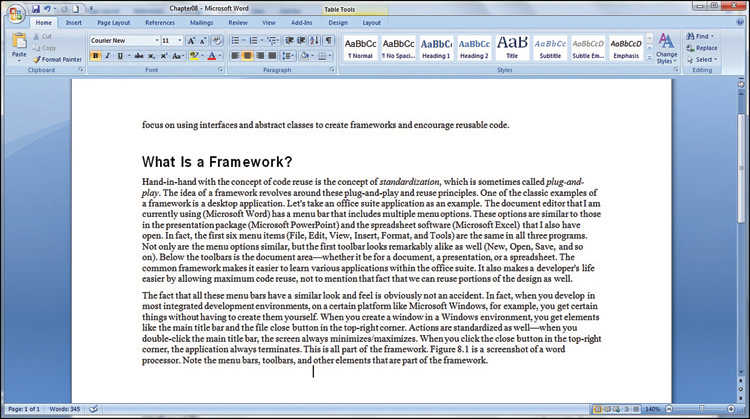 Chapter08 - Microsoft Word
Table Tools
Home Insert Page Layout References Mailings Review View Add-Ins Design Layout
Paste
Cut
Copy
Format Painter
Clipboard
Courier New 11
Font
Paragraph
AaBbCc AaBbCc AaBbCc AaBbCc AaB AaBbCc AaBbCcD AaBbCcD
¶ Normal ¶ No Spaci... Heading 1 Heading 2 Title Subtitle Subtle Em... Emphasis
Change
Styles
Styles
Find
Replace
Select
Editing
focus on using interfaces and abstract classes to create frameworks and encourage reusable code.
What Is a Framework?
Hand-in-hand with the concept of code reuse is the concept of standardization, which is sometimes called plug-and-
play. The idea of a framework revolves around these plug-and-play and reuse principles. One of the classic examples
of a framework is a desktop application. Let's take an office suite application as an example. The document editor that I am
currently using (Microsoft Word) has a menu bar that includes multiple menu options. These options are similar to those
in the presentation package (Microsoft PowerPoint) and the spreadsheet software (Microsoft Excel) that I also have
open. In fact, the first six menu items (File, Edit, View, Insert, Format, and Tools) are the same in all three programs.
Not only are the menu options similar, but the first toolbar looks remarkably alike as well (New, Open, Save, and so
on). Below the toolbars is the document area—whether it be for a document, a presentation, or a spreadsheet. The
common framework makes it easier to learn various applications within the office suite. It also makes a developer's life
easier by allowing maximum code reuse, not to mention that fact that we can reuse portions of the design as well.
The fact that all these menu bars have a similar look and feel is obviously not an accident. In fact, when you develop in
most integrated development environments, on a certain platform like Microsoft Windows, for example, you get certain
things without having to create them yourself. When you create a window in a Windows environment, you get elements
like the main title bar and the file close button in the top-right corner. Actions are standardized as well—when you
double-click the main title bar, the screen always minimizes/maximizes. When you click the close button in the top-right
corner, the application always terminates. This is all part of the framework. Figure 8.1 is a screenshot of a word
processor. Note the menu bars, toolbars, and other elements that are part of the framework.
Page: 1 of 1 Words: 345 140%